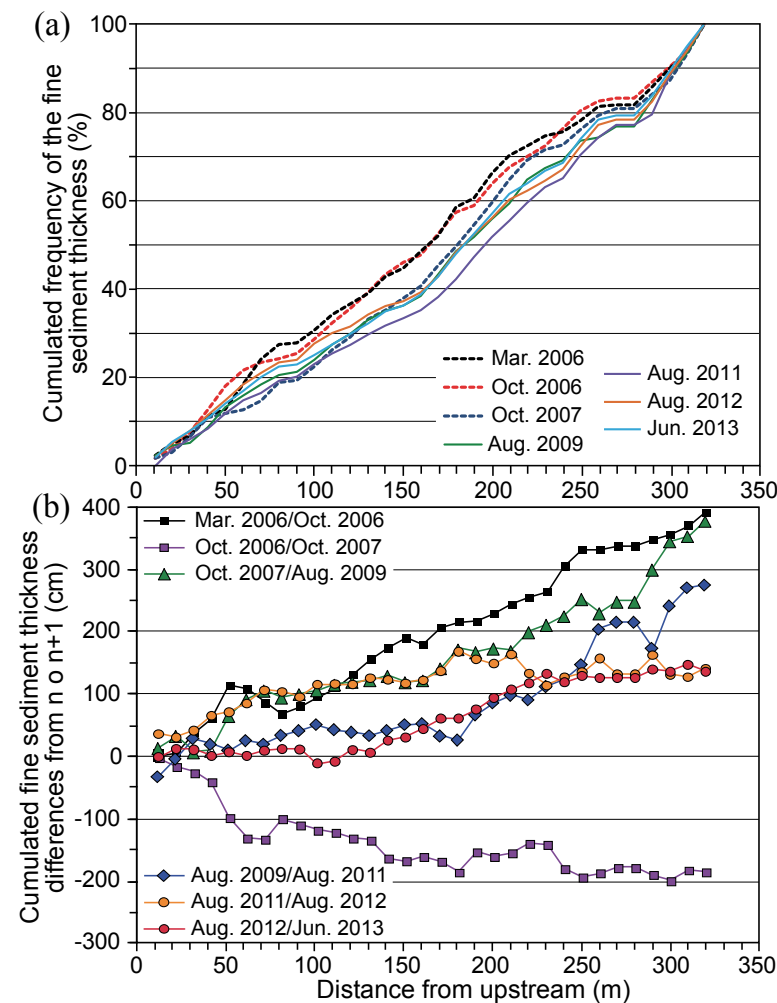 (a)
Cumulated frequency of the fine
sediment thickness (%)
100
80
60
40
20
0
Mar. 2006
Oct. 2006
Oct. 2007
Aug. 2009
Aug. 2011
Aug. 2012
Jun. 2013
0 50 100 150 200 250 300 350
(b)
Cumulated fine sediment thickness
differences from n o n+1 (cm)
400
300
200
100
0
-100
-200
-300
Mar. 2006/Oct. 2006
Oct. 2006/Oct. 2007
Oct. 2007/Aug. 2009
Aug. 2009/Aug. 2011
Aug. 2011/Aug. 2012
Aug. 2012/Jun. 2013
0 50 100 150 200 250 300 350
Distance from upstream (m)